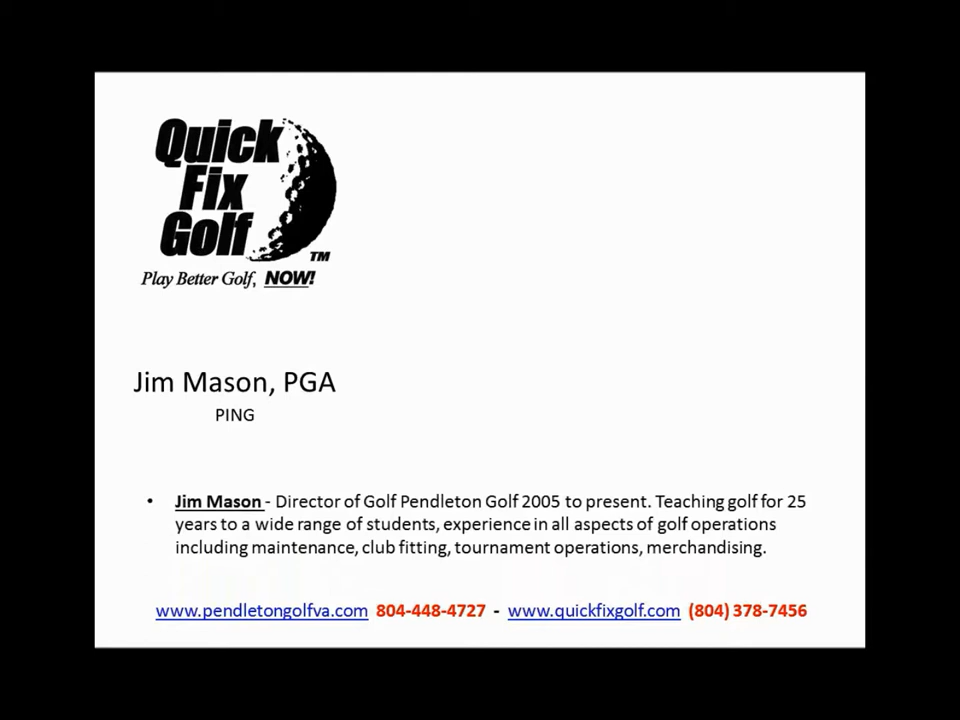 Quick
Fix
Golf
TM
Play Better Golf, NOW!
Jim Mason, PGA
PING
• Jim Mason - Director of Golf Pendleton Golf 2005 to present. Teaching golf for 25
years to a wide range of students, experience in all aspects of golf operations
including maintenance, club fitting, tournament operations, merchandising.
www.pendletongolfva.com 804-448-4727 - www.quickfixgolf.com (804) 378-7456